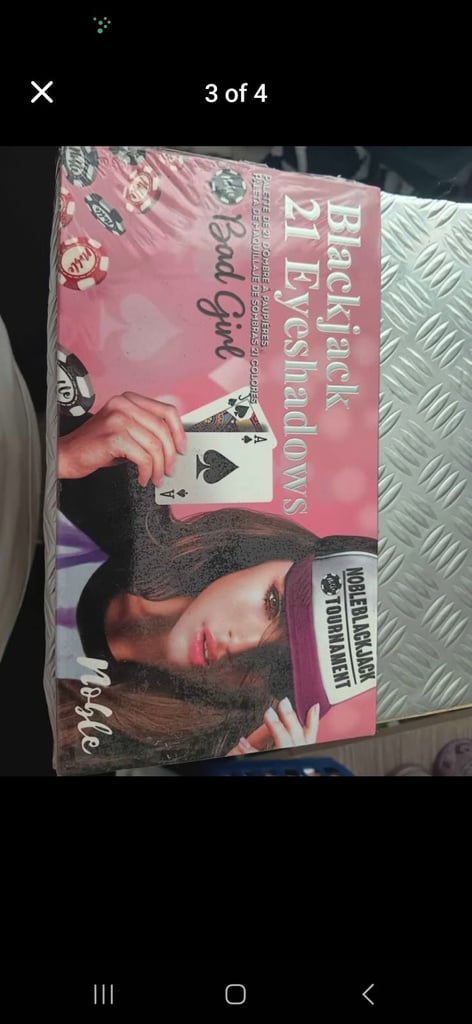 3 of 4
Blackjack
21 Eyeshadows
PALETTE DE 21 OMBRE À PAUPIÈRES
PALETA DE MAQUILLAJE DE SOMBRAS 21 COLORES
Bad Girl
Noble
J
A
A
A
NOBLEBLACKJACK
TOURNAMENT
Noble